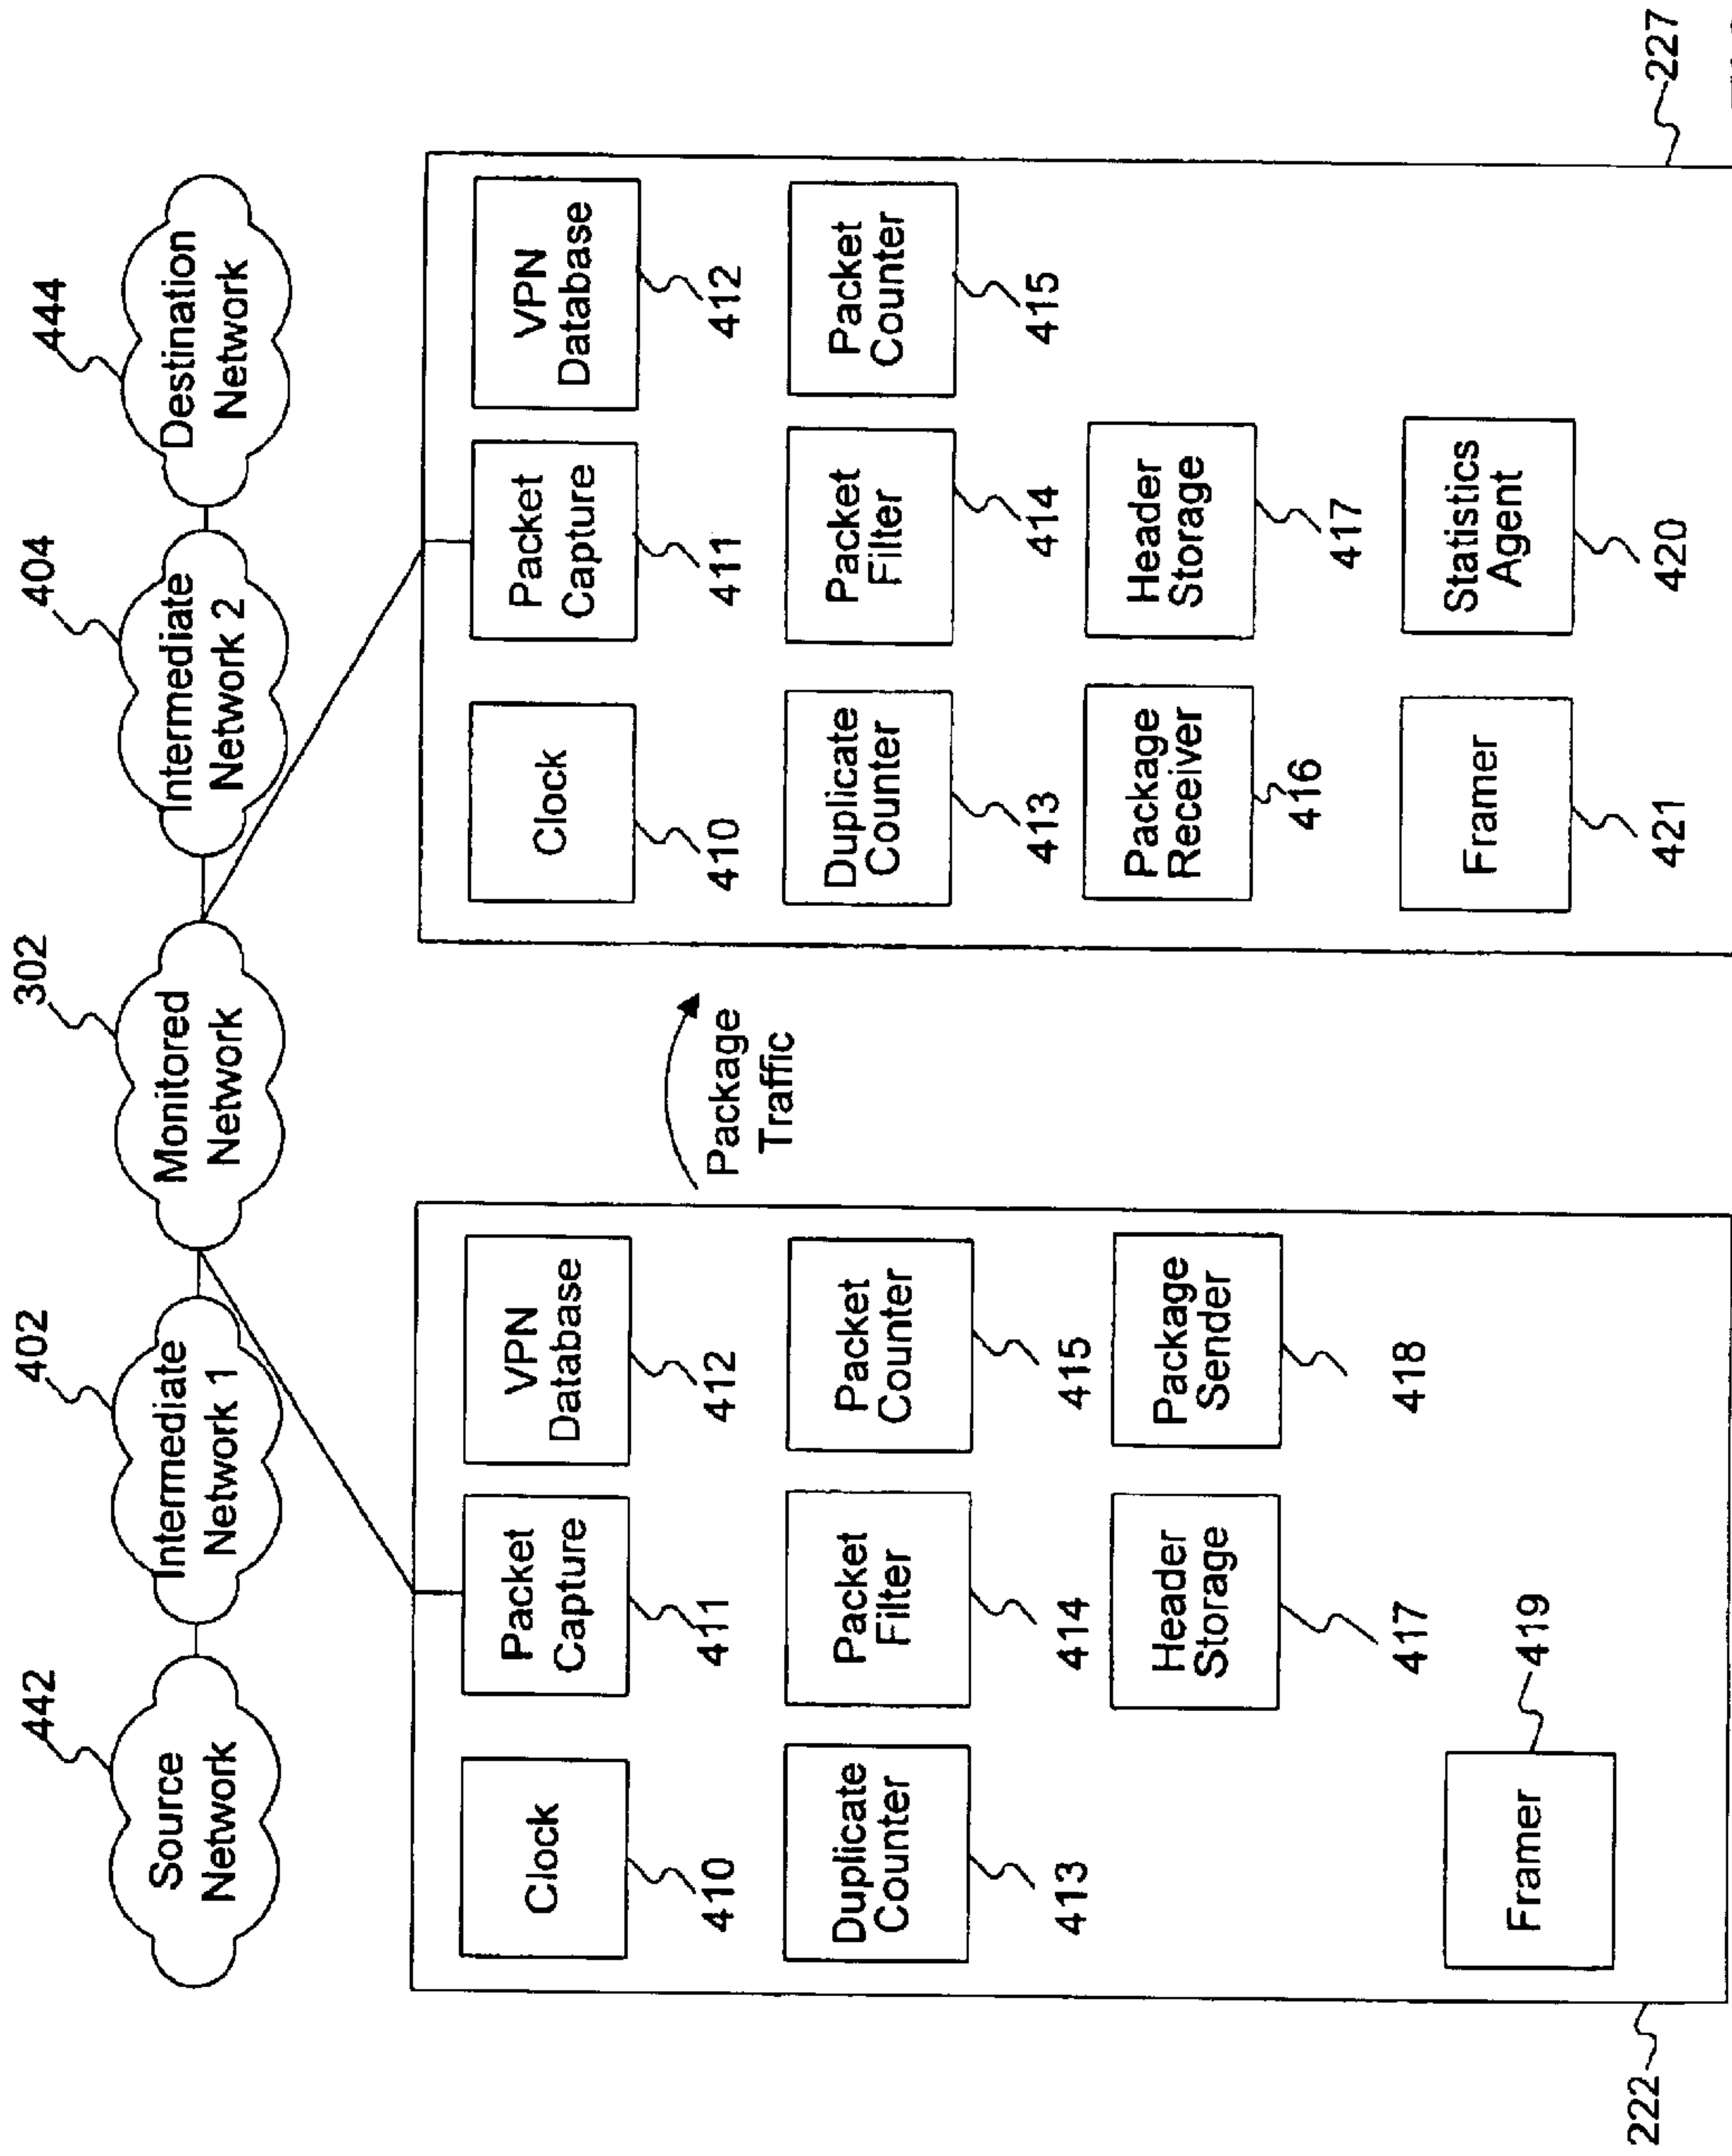 442
Source
Network
402
Intermediate
Network 1
302
Monitored
Network
404
Intermediate
Network 2
444
Destination
Network
Clock
410
Packet
Capture
411
VPN
Database
412
Duplicate
Counter
413
Packet
Filter
414
Packet
Counter
415
Header
Storage
417
Package
Sender
418
Framer
419
222
Package
Traffic
Clock
410
Packet
Capture
411
VPN
Database
412
Duplicate
Counter
413
Packet
Filter
414
Packet
Counter
415
Package
Receiver
416
Header
Storage
417
Framer
421
Statistics
Agent
420
227